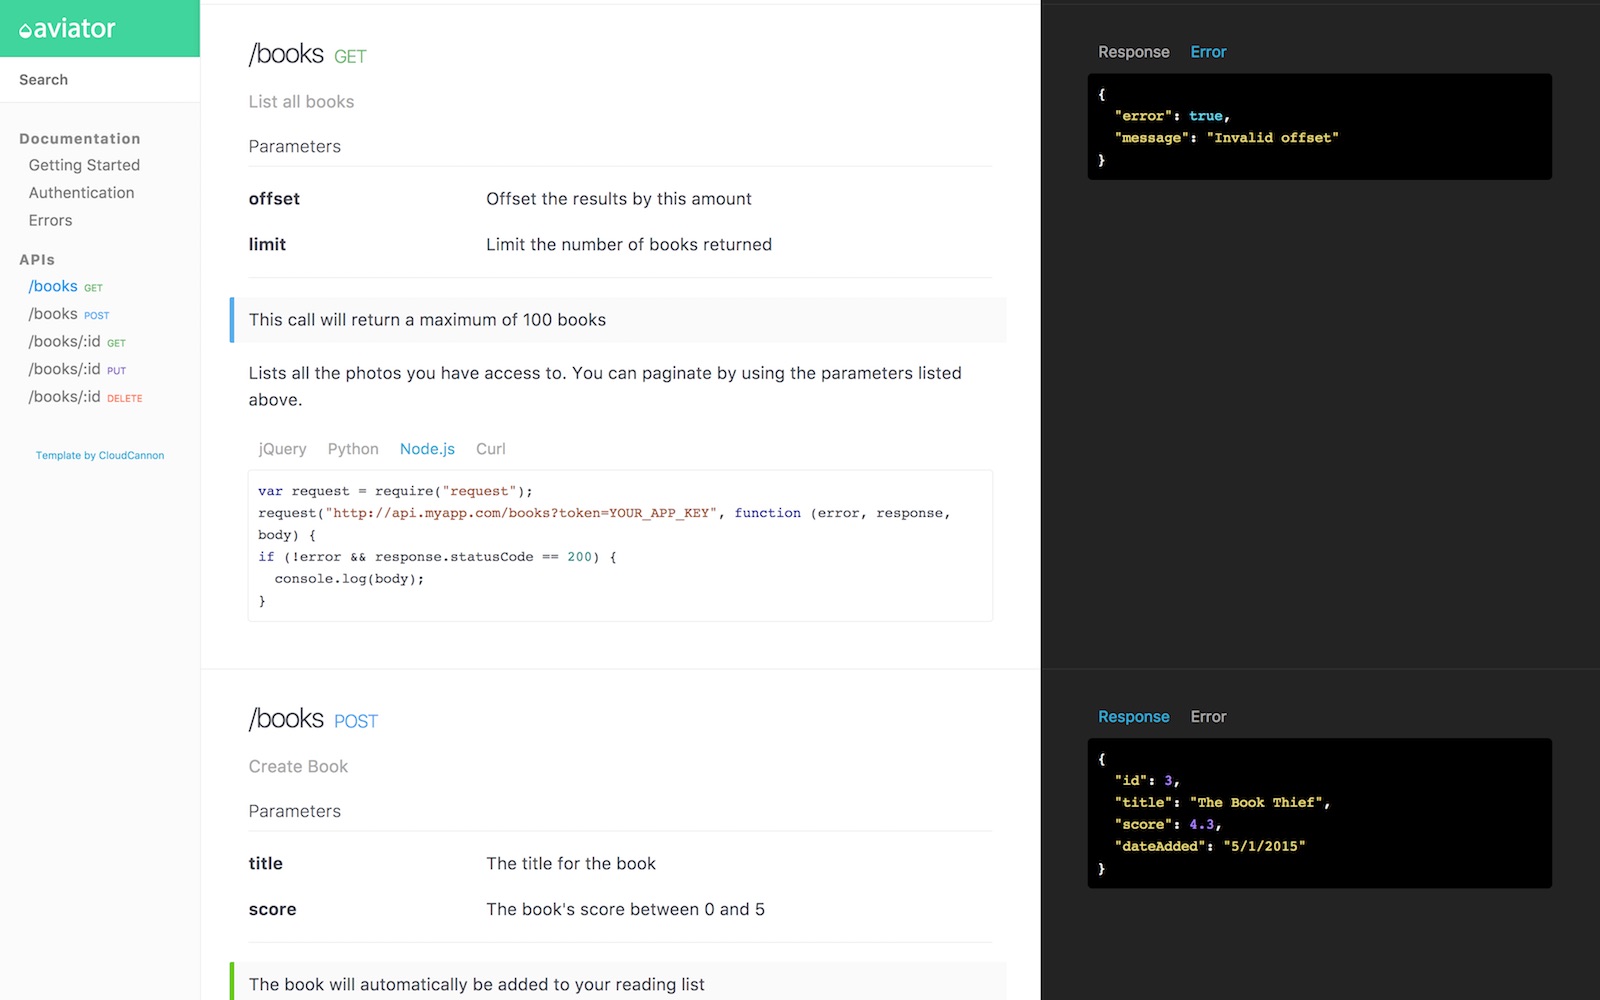 aviator
Search
Documentation
Getting Started
Authentication
Errors
APIs
/books GET
/books POST
/books/:id GET
/books/:id PUT
/books/:id DELETE
Template by CloudCannon
/books GET
List all books
Parameters
offset Offset the results by this amount
limit Limit the number of books returned
This call will return a maximum of 100 books
Lists all the photos you have access to. You can paginate by using the parameters listed
above.
jQuery Python Node.js Curl
var request = require("request");
request("http://api.myapp.com/books?token=YOUR_APP_KEY", function (error, response,
body) {
if (!error && response.statusCode == 200) {
  console.log(body);
}
Response Error
{
  "error": true,
  "message": "Invalid offset"
}
/books POST
Create Book
Parameters
title The title for the book
score The book's score between 0 and 5
The book will automatically be added to your reading list
Response Error
{
  "id": 3,
  "title": "The Book Thief",
  "score": 4.3,
  "dateAdded": "5/1/2015"
}